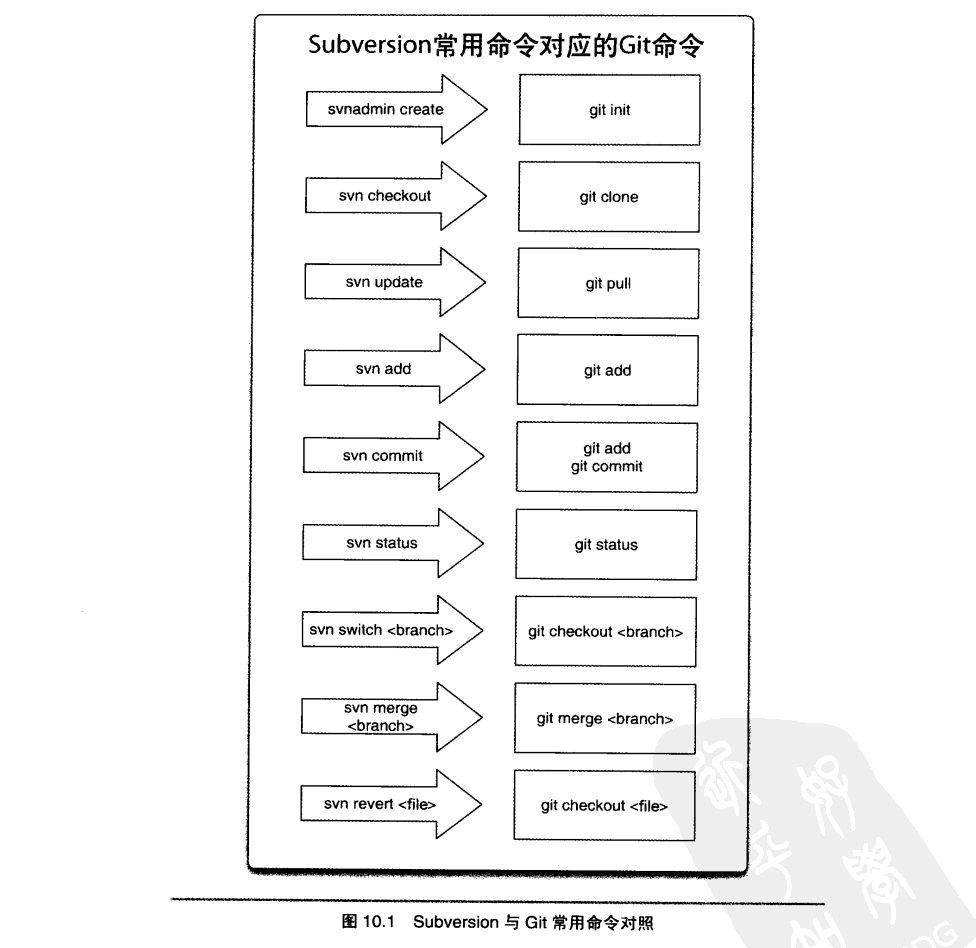 Subversion常用命令对应的Git命令
svnadmin create
git init
svn checkout
git clone
svn update
git pull
svn add
git add
svn commit
git add
git commit
svn status
git status
svn switch <branch>
git checkout <branch>
svn merge
<branch>
git merge <branch>
svn revert <file>
git checkout <file>
图 10.1 Subversion 与 Git 常用命令对照